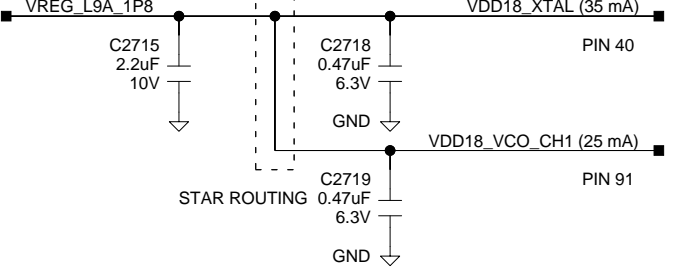 VREG_L9A_1P8
VDD18_XTAL (35 mA)
C2715
2.2uF
10V
C2718
0.47uF
6.3V
PIN 40
GND
VDD18_VCO_CH1 (25 mA)
STAR ROUTING
C2719
0.47uF
6.3V
PIN 91
GND